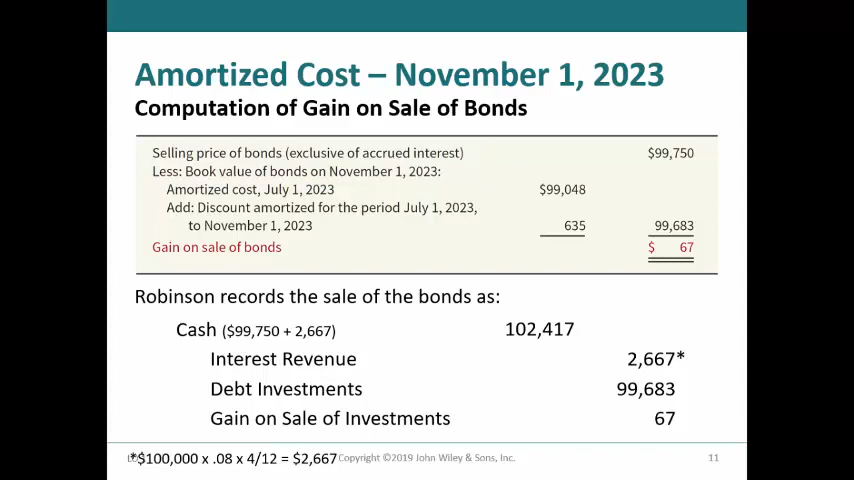 Amortized Cost – November 1, 2023
Computation of Gain on Sale of Bonds
Selling price of bonds (exclusive of accrued interest) $99,750
Less: Book value of bonds on November 1, 2023:
Amortized cost, July 1, 2023 $99,048
Add: Discount amortized for the period July 1, 2023,
to November 1, 2023 635 99,683
Gain on sale of bonds $ 67
Robinson records the sale of the bonds as:
Cash ($99,750 + 2,667) 102,417
Interest Revenue 2,667*
Debt Investments 99,683
Gain on Sale of Investments 67
*$100,000 x .08 x 4/12 = $2,667 Copyright ©2019 John Wiley & Sons, Inc. 11